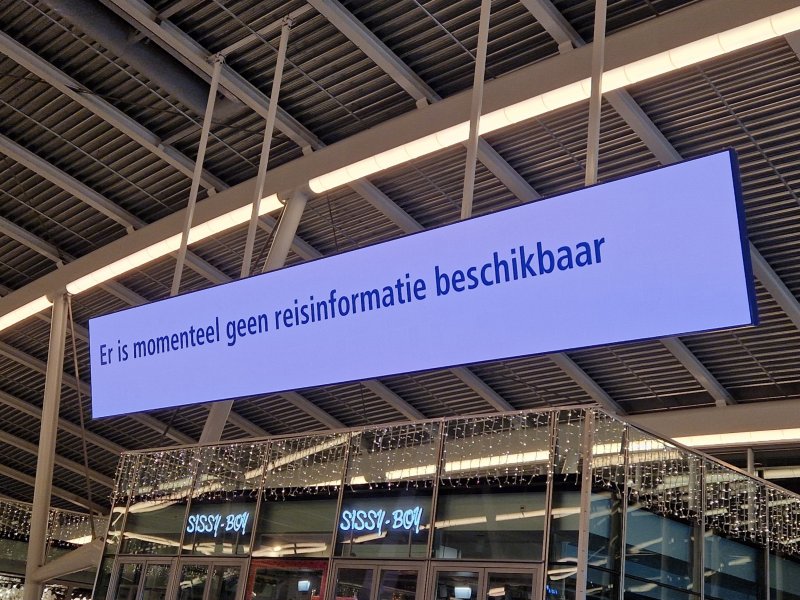 Er is momenteel geen reisinformatie beschikbaar
SISSY-BOY
SISSY-BOY